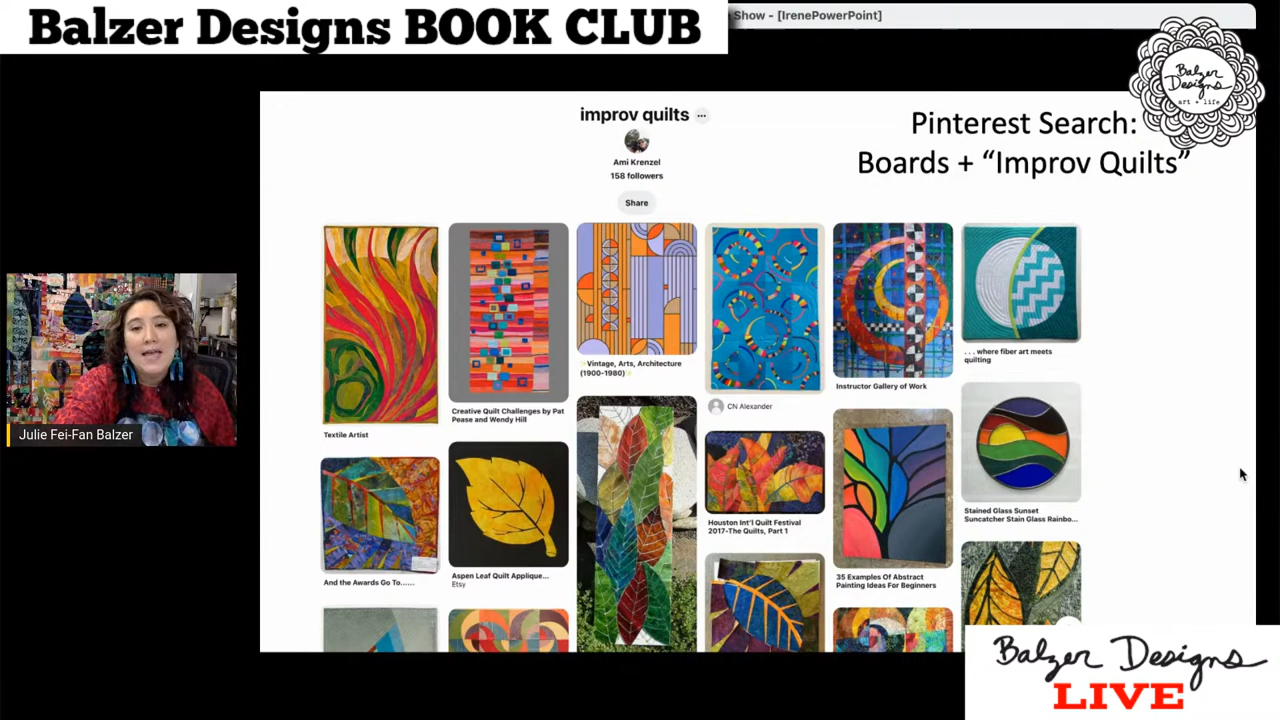 Balzer Designs BOOK CLUB
Show - [IrenePowerPoint]
Balzer
Designs
art + life
improv quilts ...
Ami Krenzel
158 followers
Share
Pinterest Search:
Boards + “Improv Quilts”
Textile Artist
Creative Quilt Challenges by Pat
Pease and Wendy Hill
✨Vintage, Arts, Architecture
(1900-1980)✨
CN Alexander
Instructor Gallery of Work
. . . where fiber art meets
quilting
And the Awards Go To......
Aspen Leaf Quilt Applique...
Etsy
Houston Int'l Quilt Festival
2017-The Quilts, Part 1
35 Examples Of Abstract
Painting Ideas For Beginners
Stained Glass Sunset
Suncatcher Stain Glass Rainbo...
Julie Fei-Fan Balzer
Balzer Designs
LIVE